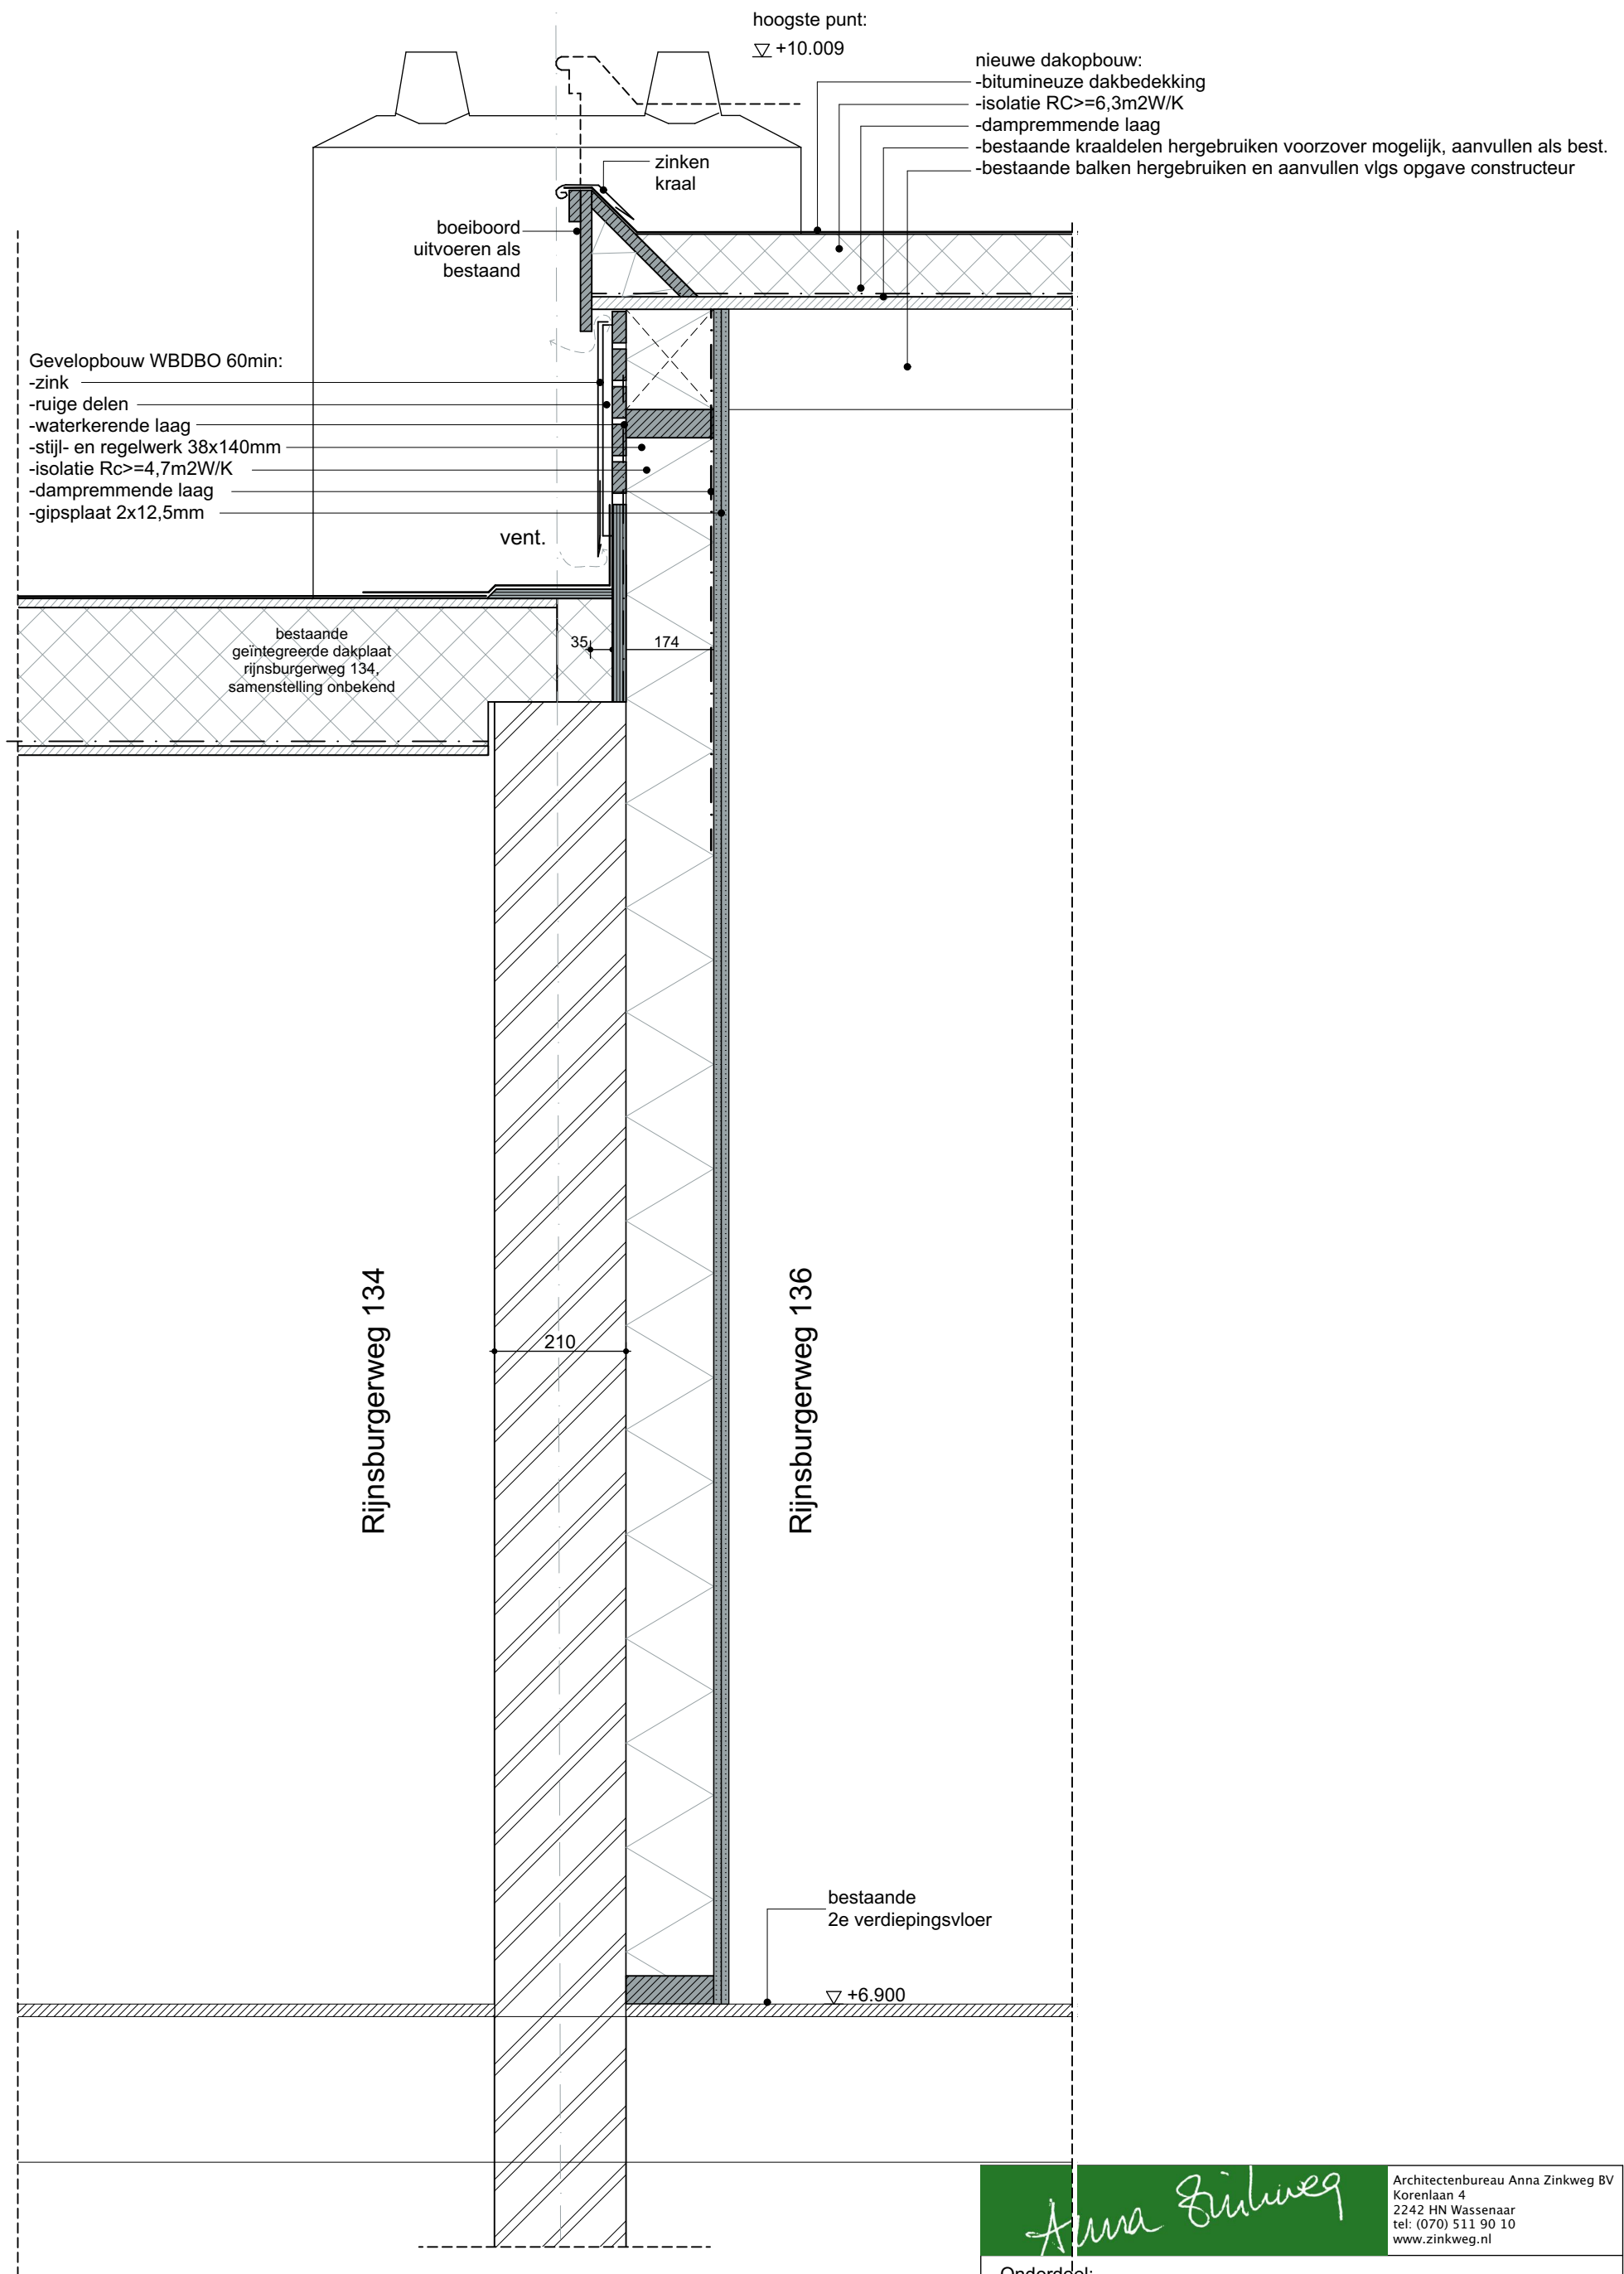 hoogste punt:
+10.009
nieuwe dakopbouw:
-bitumineuze dakbedekking
-isolatie RC>=6,3m2W/K
-dampremmende laag
-bestaande kraaldelen hergebruiken voorzover mogelijk, aanvullen als best.
-bestaande balken hergebruiken en aanvullen vlgs opgave constructeur
zinken
kraal
boeiboord
uitvoeren als
bestaand
Gevelopbouw WBDBO 60min:
-zink
-ruige delen
-waterkerende laag
-stijl- en regelwerk 38x140mm
-isolatie Rc>=4,7m2W/K
-dampremmende laag
-gipsplaat 2x12,5mm
vent.
bestaande
geïntegreerde dakplaat
rijnsburgerweg 134,
samenstelling onbekend
35
174
Rijnsburgerweg 134
210
Rijnsburgerweg 136
bestaande
2e verdiepingsvloer
+6.900
Anna Zinkweg
Architectenbureau Anna Zinkweg BV
Korenlaan 4
2242 HN Wassenaar
tel: (070) 511 90 10
www.zinkweg.nl
Onderdeel: